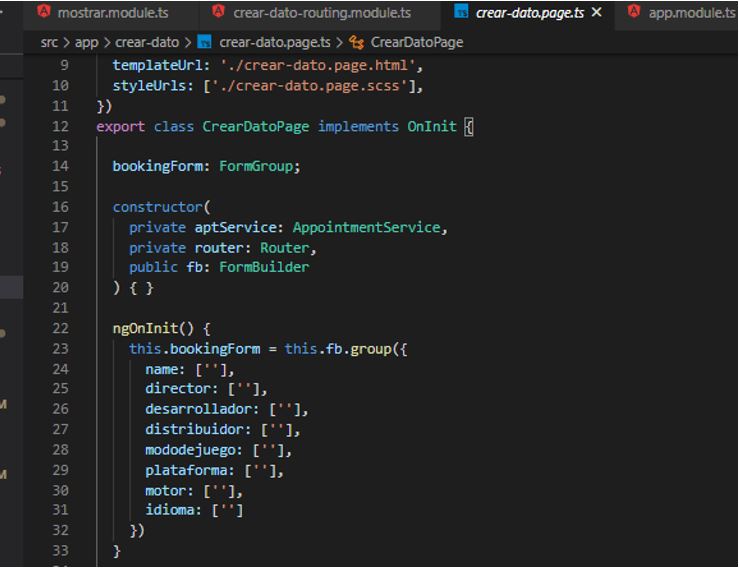 mostrar.module.ts
crear-dato-routing.module.ts
crear-dato.page.ts
app.module.ts
src > app > crear-dato > crear-dato.page.ts > CrearDatoPage
9 templateUrl: './crear-dato.page.html',
10 styleUrls: ['./crear-dato.page.scss'],
11 })
12 export class CrearDatoPage implements OnInit {
13
14 bookingForm: FormGroup;
15
16 constructor(
17 private aptService: AppointmentService,
18 private router: Router,
19 public fb: FormBuilder
20 ) { }
21
22 ngOnInit() {
23 this.bookingForm = this.fb.group({
24 name: [''],
25 director: [''],
26 desarrollador: [''],
27 distribuidor: [''],
28 mododejuego: [''],
29 plataforma: [''],
30 motor: [''],
31 idioma: ['']
32 })
33 }